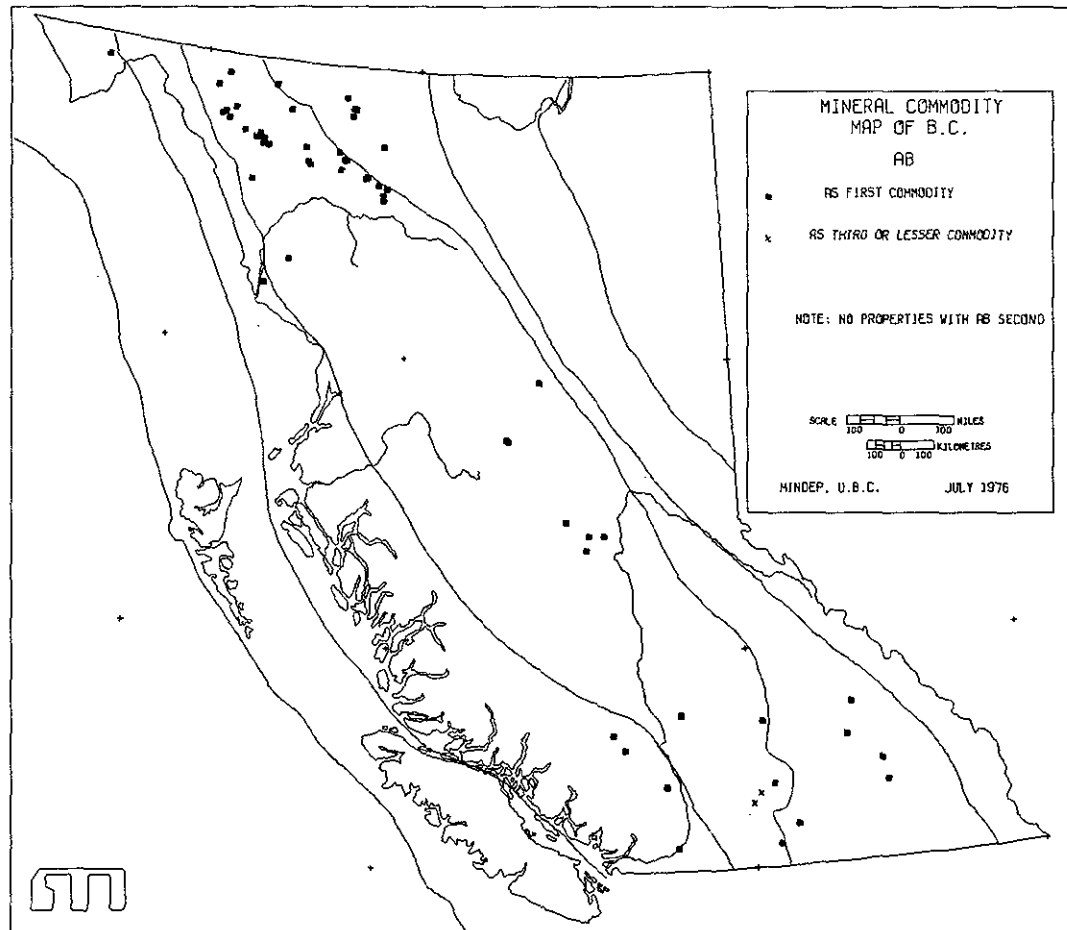 MINERAL COMMODITY
MAP OF B.C.
AB
AS FIRST COMMODITY
AS THIRD OR LESSER COMMODITY
NOTE: NO PROPERTIES WITH AB SECOND
SCALE MILES
100 0 100
KILOMETRES
100 0 100
MINDEP, U.B.C. JULY 1976